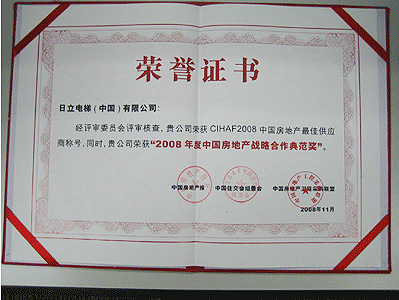 荣誉证书
日立电梯（中国）有限公司：
经评审委员会评审核查，贵公司荣获 CIHAF2008 中国房地产最佳供应
商称号，同时，贵公司荣获“2008 年度中国房地产战略合作典范奖”。
中国房地产报 中国住交会组委会 中国房地产 联盟
2008年11月